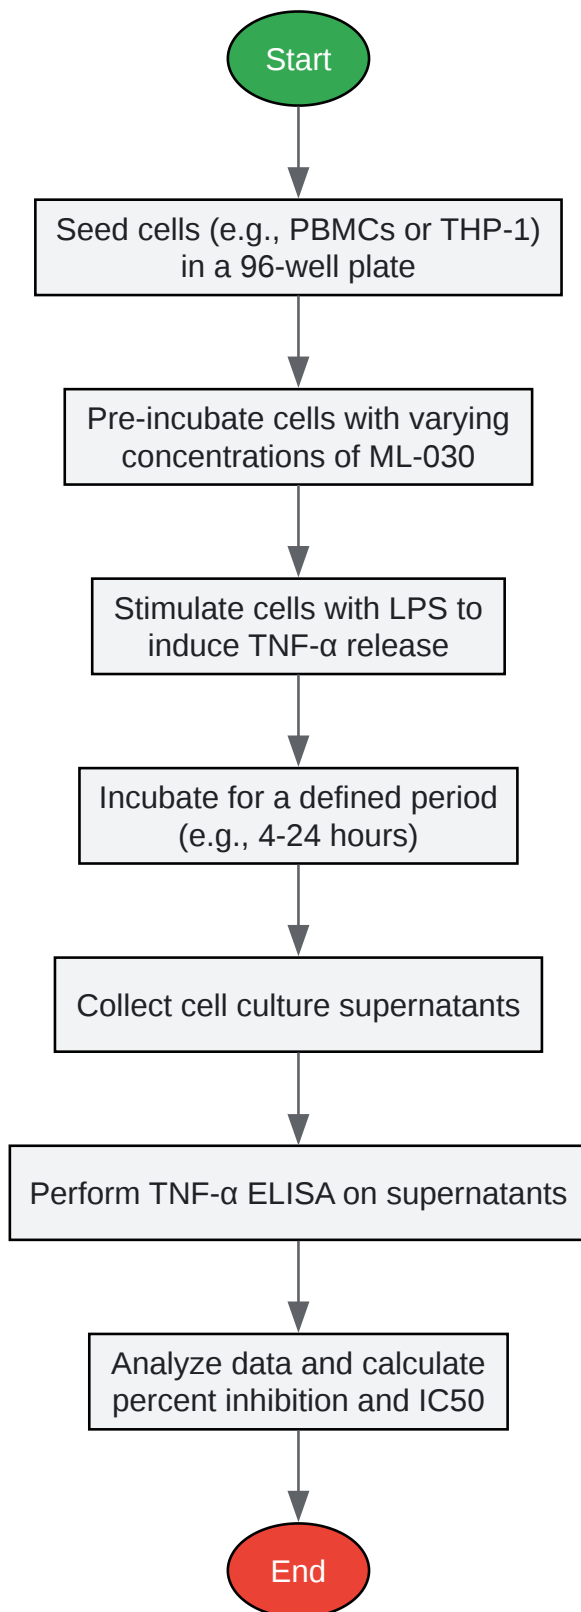 Start
Seed cells (e.g., PBMCs or THP-1)
in a 96-well plate
Pre-incubate cells with varying
concentrations of ML-030
Stimulate cells with LPS to
induce TNF-α release
Incubate for a defined period
(e.g., 4-24 hours)
Collect cell culture supernatants
Perform TNF-α ELISA on supernatants
Analyze data and calculate
percent inhibition and IC50
End